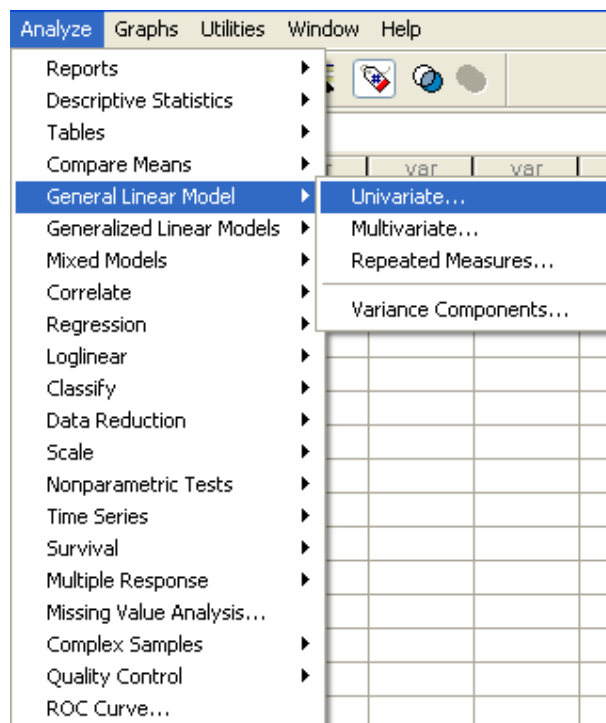 Analyze Graphs Utilities Window Help
Reports
Descriptive Statistics
Tables
Compare Means
var var
General Linear Model
Univariate...
Generalized Linear Models
Multivariate...
Mixed Models
Repeated Measures...
Correlate
Variance Components...
Regression
Loglinear
Classify
Data Reduction
Scale
Nonparametric Tests
Time Series
Survival
Multiple Response
Missing Value Analysis...
Complex Samples
Quality Control
ROC Curve...